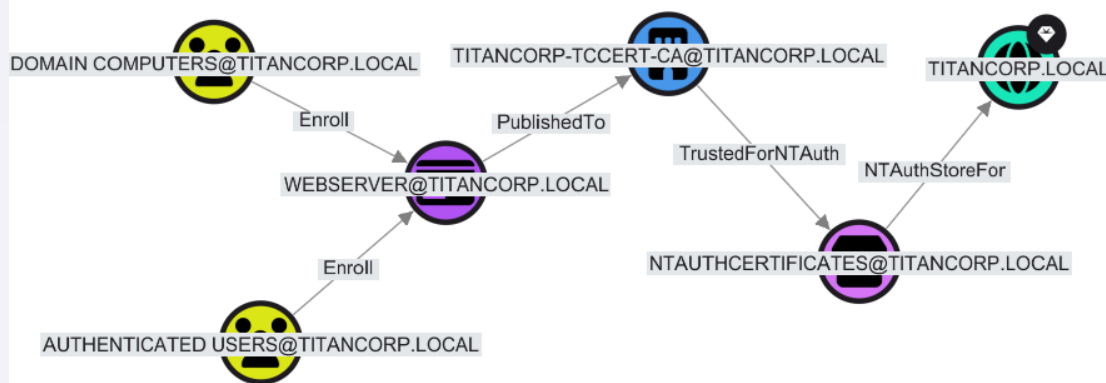 DOMAIN COMPUTERS@TITANCORP.LOCAL
TITANCORP-TCCERT-CA@TITANCORP.LOCAL
TITANCORP.LOCAL
Enroll
PublishedTo
TrustedForNTAuth
NTAuthStoreFor
WEBSERVER@TITANCORP.LOCAL
NTAUTHCERTIFICATES@TITANCORP.LOCAL
Enroll
AUTHENTICATED USERS@TITANCORP.LOCAL